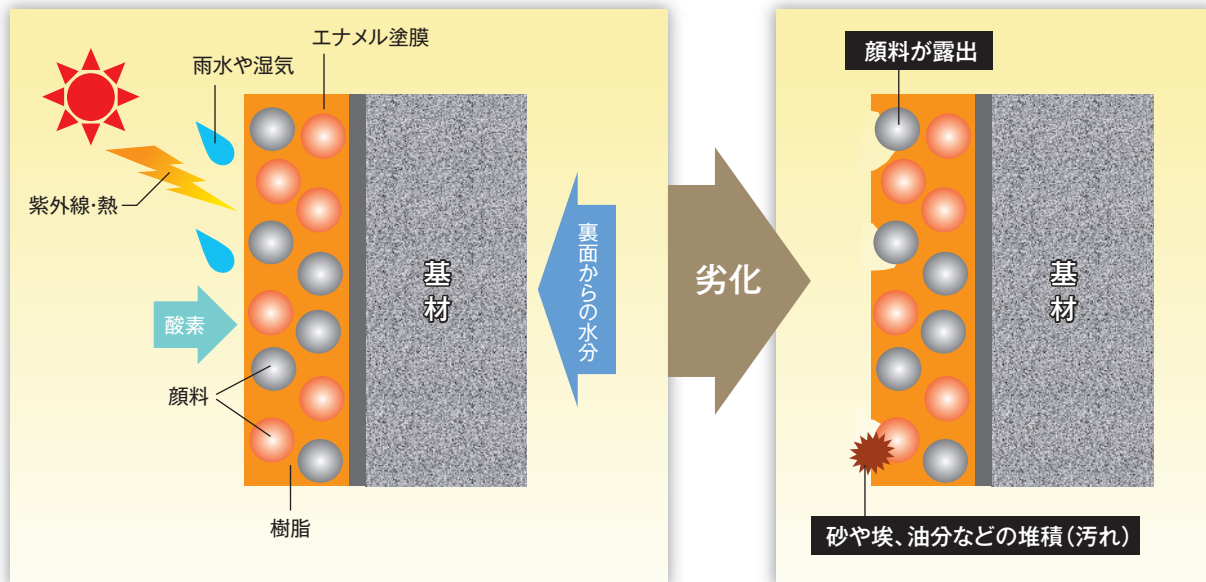 エナメル塗膜
雨水や湿気
紫外線・熱
酸素
顔料
樹脂
基材
裏面からの水分
劣化
顔料が露出
基材
砂や埃、油分などの堆積（汚れ）